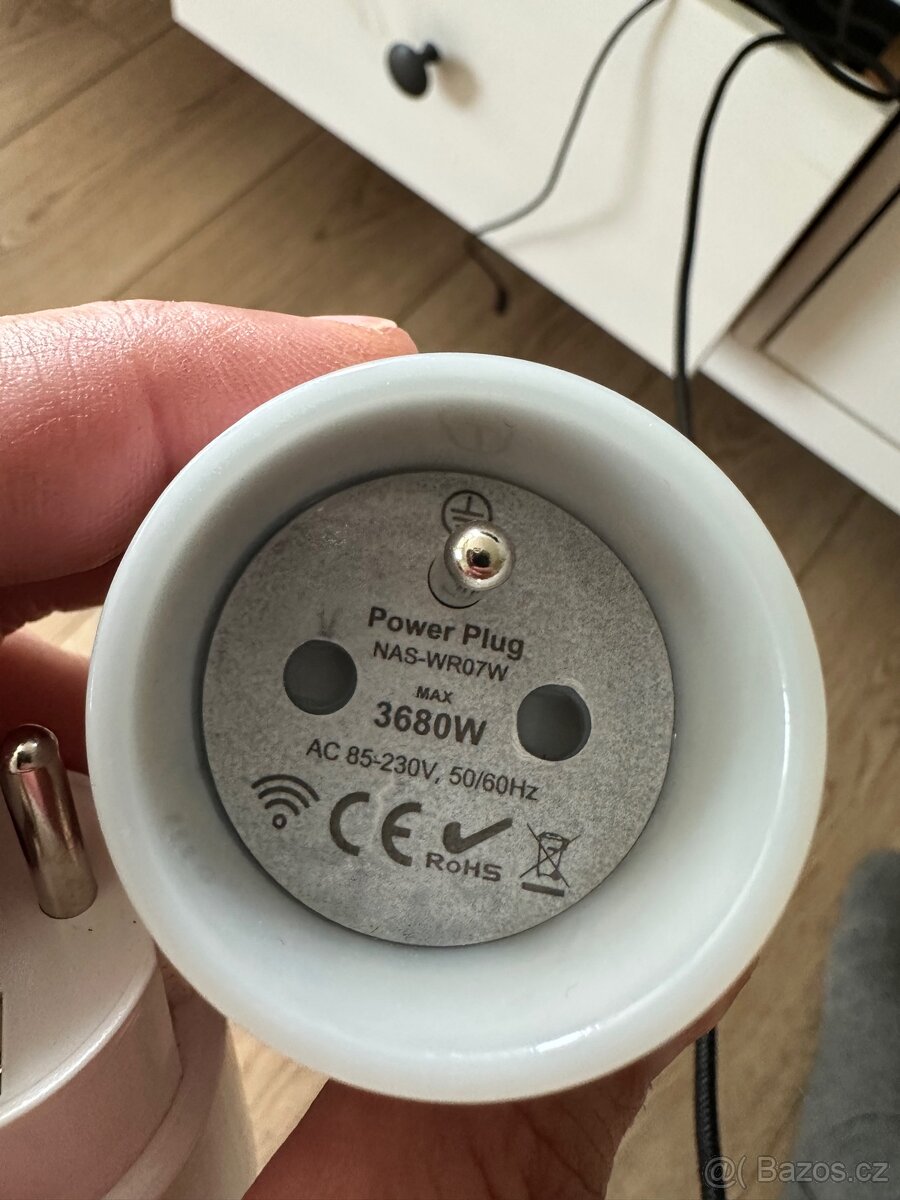 Power Plug
NAS-WR07W
MAX
3680W
AC 85-230V, 50/60Hz
CE RoHS
@( Bazos.cz